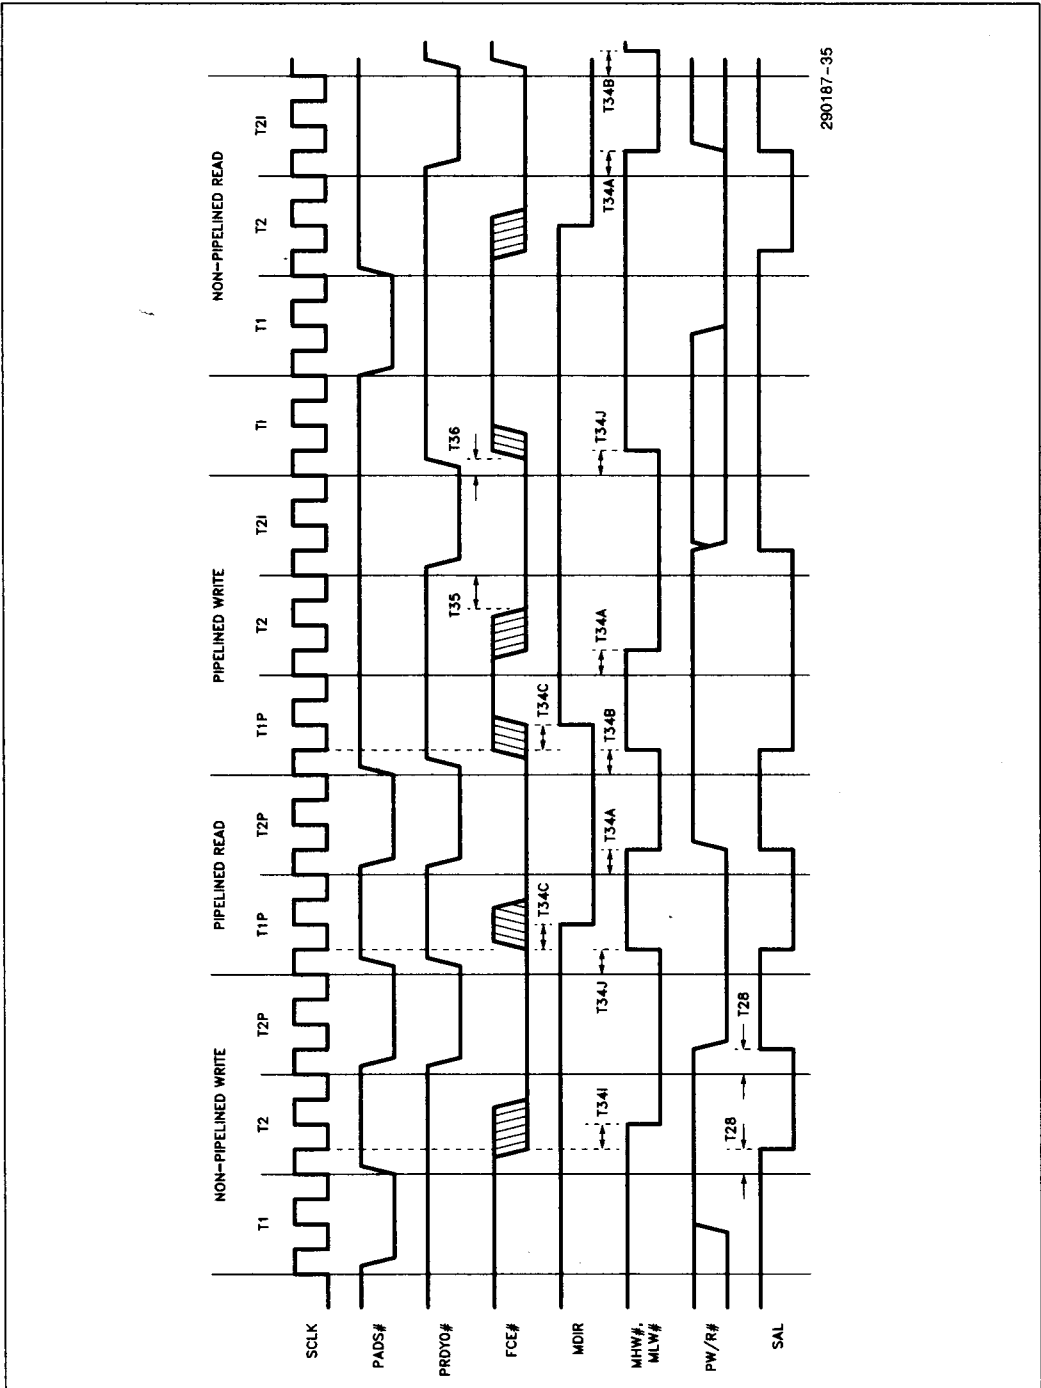 NON-PIPELINED WRITE PIPELINED READ PIPELINED WRITE NON-PIPELINED READ
T1 T2 T2P T1P T2P T1P T2 T2I TI T1 T2 T2I
SCLK
PADS#
PRDYO#
T35 T36
FCE#
T34C T34C
MDIR
T34I T34J T34A T34B T34A T34J T34A T34B
MHW#,
MLW#
PW/R#
T28 T28
SAL
290187-35